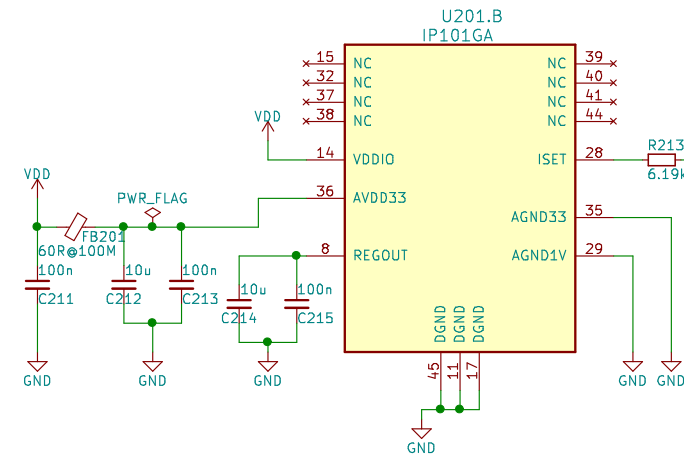 U201.B
IP101GA
15 NC NC 39
32 NC NC 40
37 NC NC 41
38 NC NC 44
VDD
14 VDDIO ISET 28
R213
6.19k
VDD
PWR_FLAG
36 AVDD33
AGND33 35
FB201
60R@100M
8 REGOUT AGND1V 29
100n 10u 100n
C211 C212 C213
10u 100n
C214 C215
DGND DGND DGND
45 11 17
GND GND GND GND GND
GND